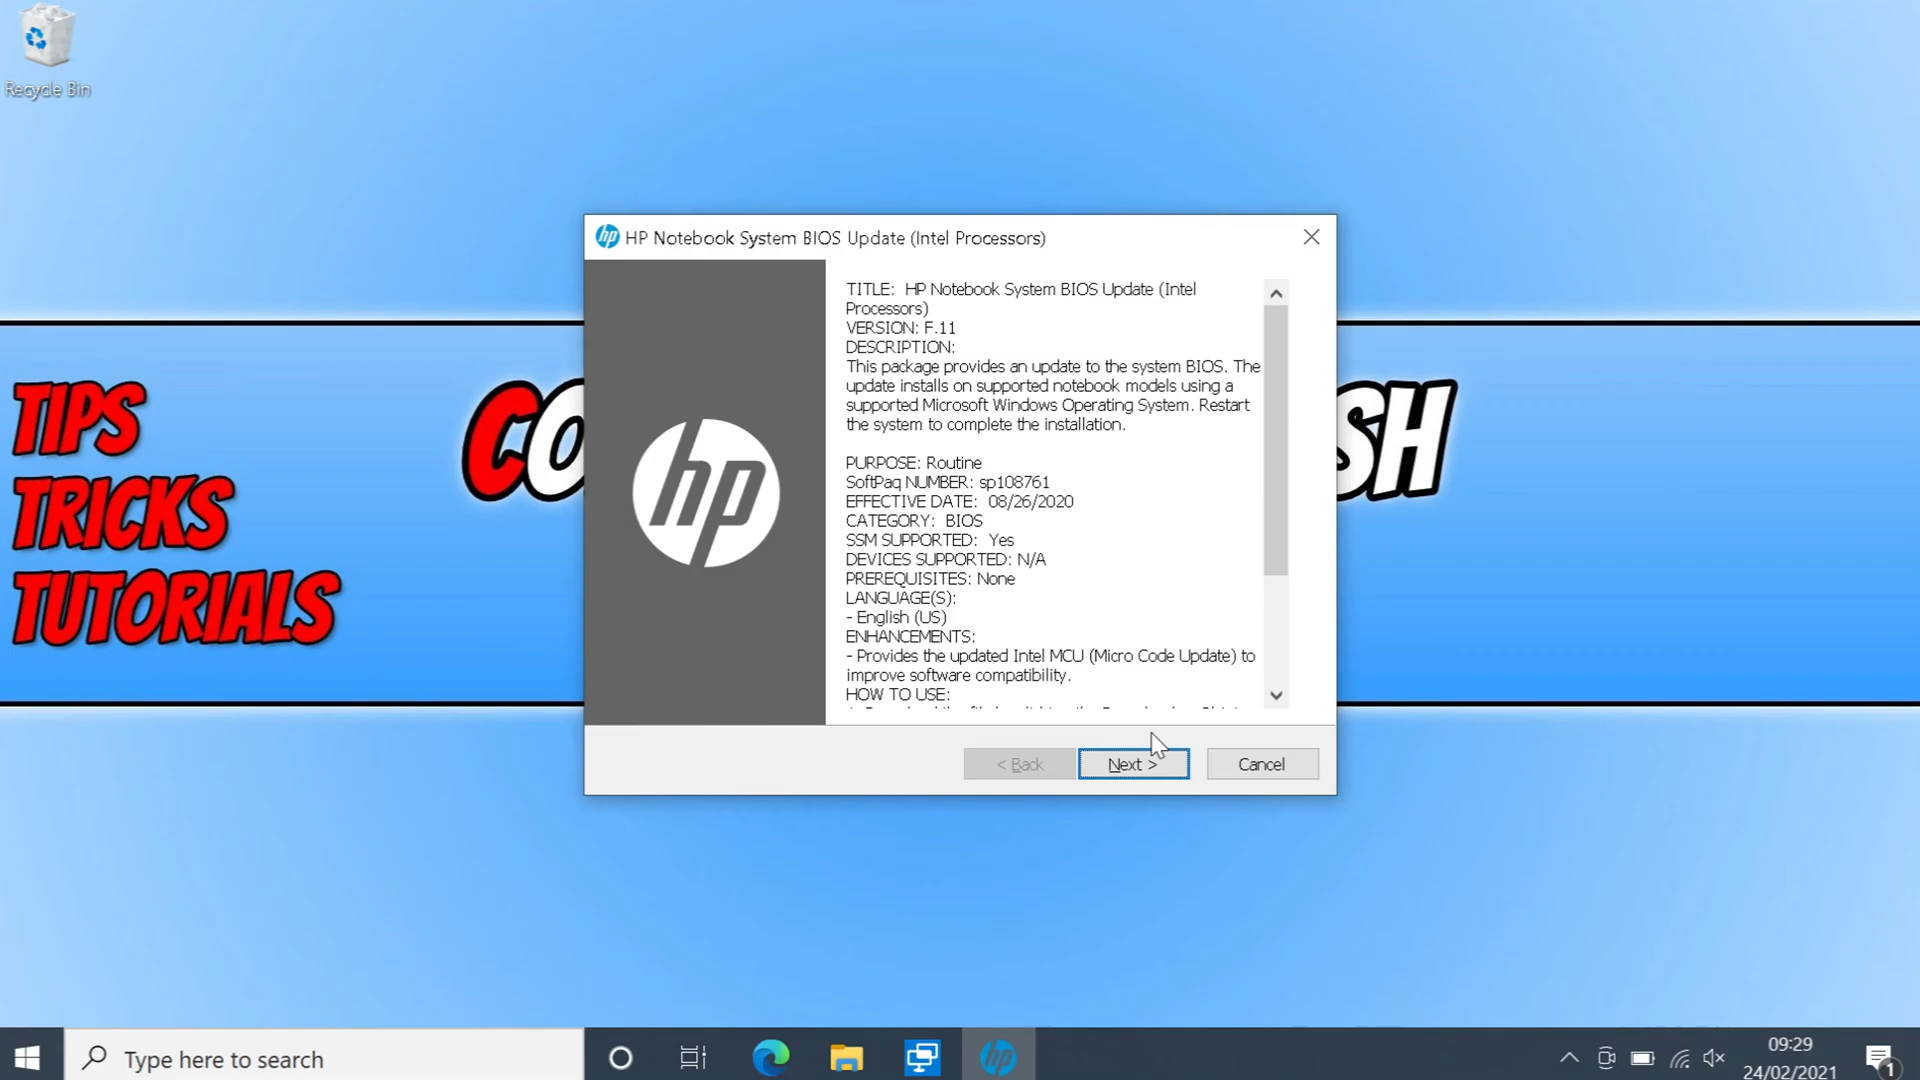 Recycle Bin
HP Notebook System BIOS Update (Intel Processors)
TITLE: HP Notebook System BIOS Update (Intel
Processors)
VERSION: F.11
DESCRIPTION:
This package provides an update to the system BIOS. The
update installs on supported notebook models using a
supported Microsoft Windows Operating System. Restart
the system to complete the installation.
PURPOSE: Routine
SoftPaq NUMBER: sp108761
EFFECTIVE DATE: 08/26/2020
CATEGORY: BIOS
SSM SUPPORTED: Yes
DEVICES SUPPORTED: N/A
PREREQUISITES: None
LANGUAGE(S):
- English (US)
ENHANCEMENTS:
- Provides the updated Intel MCU (Micro Code Update) to
improve software compatibility.
HOW TO USE:
hp
< Back
Next >
Cancel
TIPS
TRICKS
TUTORIALS
CO
SH
Type here to search
09:29
24/02/2021
1